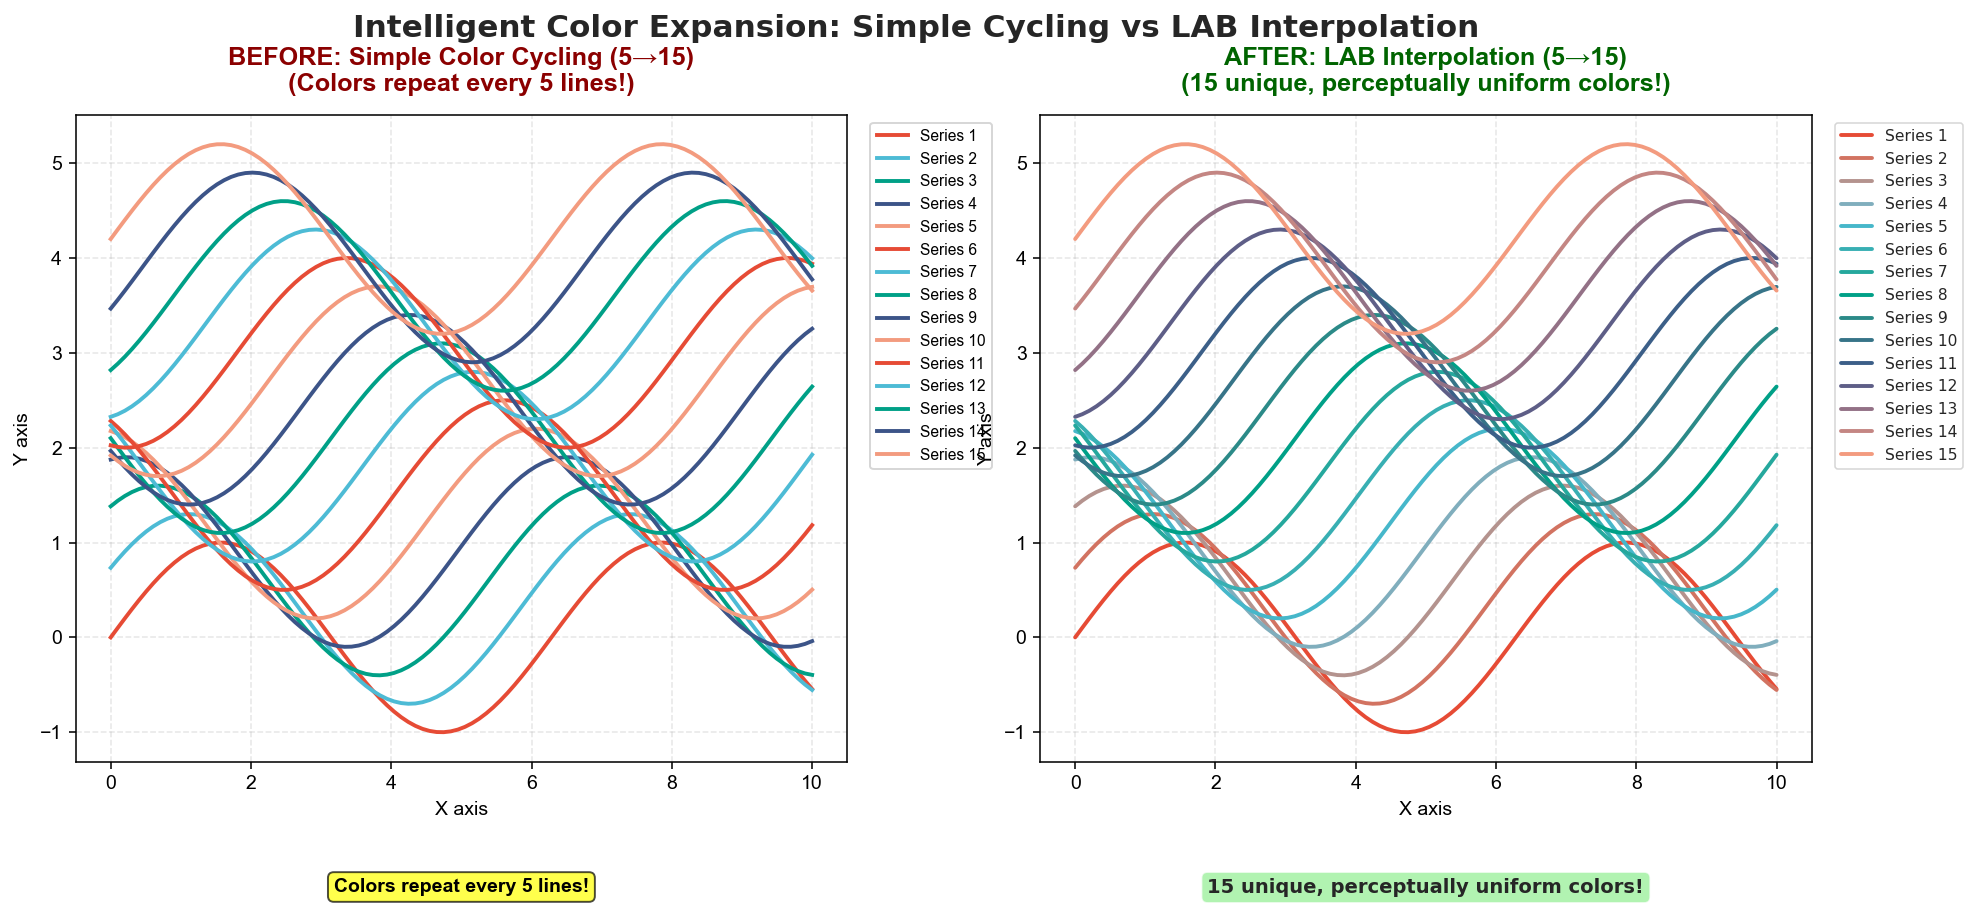 Intelligent Color Expansion: Simple Cycling vs LAB Interpolation
BEFORE: Simple Color Cycling (5→15)
(Colors repeat every 5 lines!)
Y axis
5
4
3
2
1
0
−1
0
2
4
6
8
10
X axis
Series 1
Series 2
Series 3
Series 4
Series 5
Series 6
Series 7
Series 8
Series 9
Series 10
Series 11
Series 12
Series 13
Series 14
Series 15
Colors repeat every 5 lines!
AFTER: LAB Interpolation (5→15)
(15 unique, perceptually uniform colors!)
Y axis
5
4
3
2
1
0
−1
0
2
4
6
8
10
X axis
Series 1
Series 2
Series 3
Series 4
Series 5
Series 6
Series 7
Series 8
Series 9
Series 10
Series 11
Series 12
Series 13
Series 14
Series 15
15 unique, perceptually uniform colors!